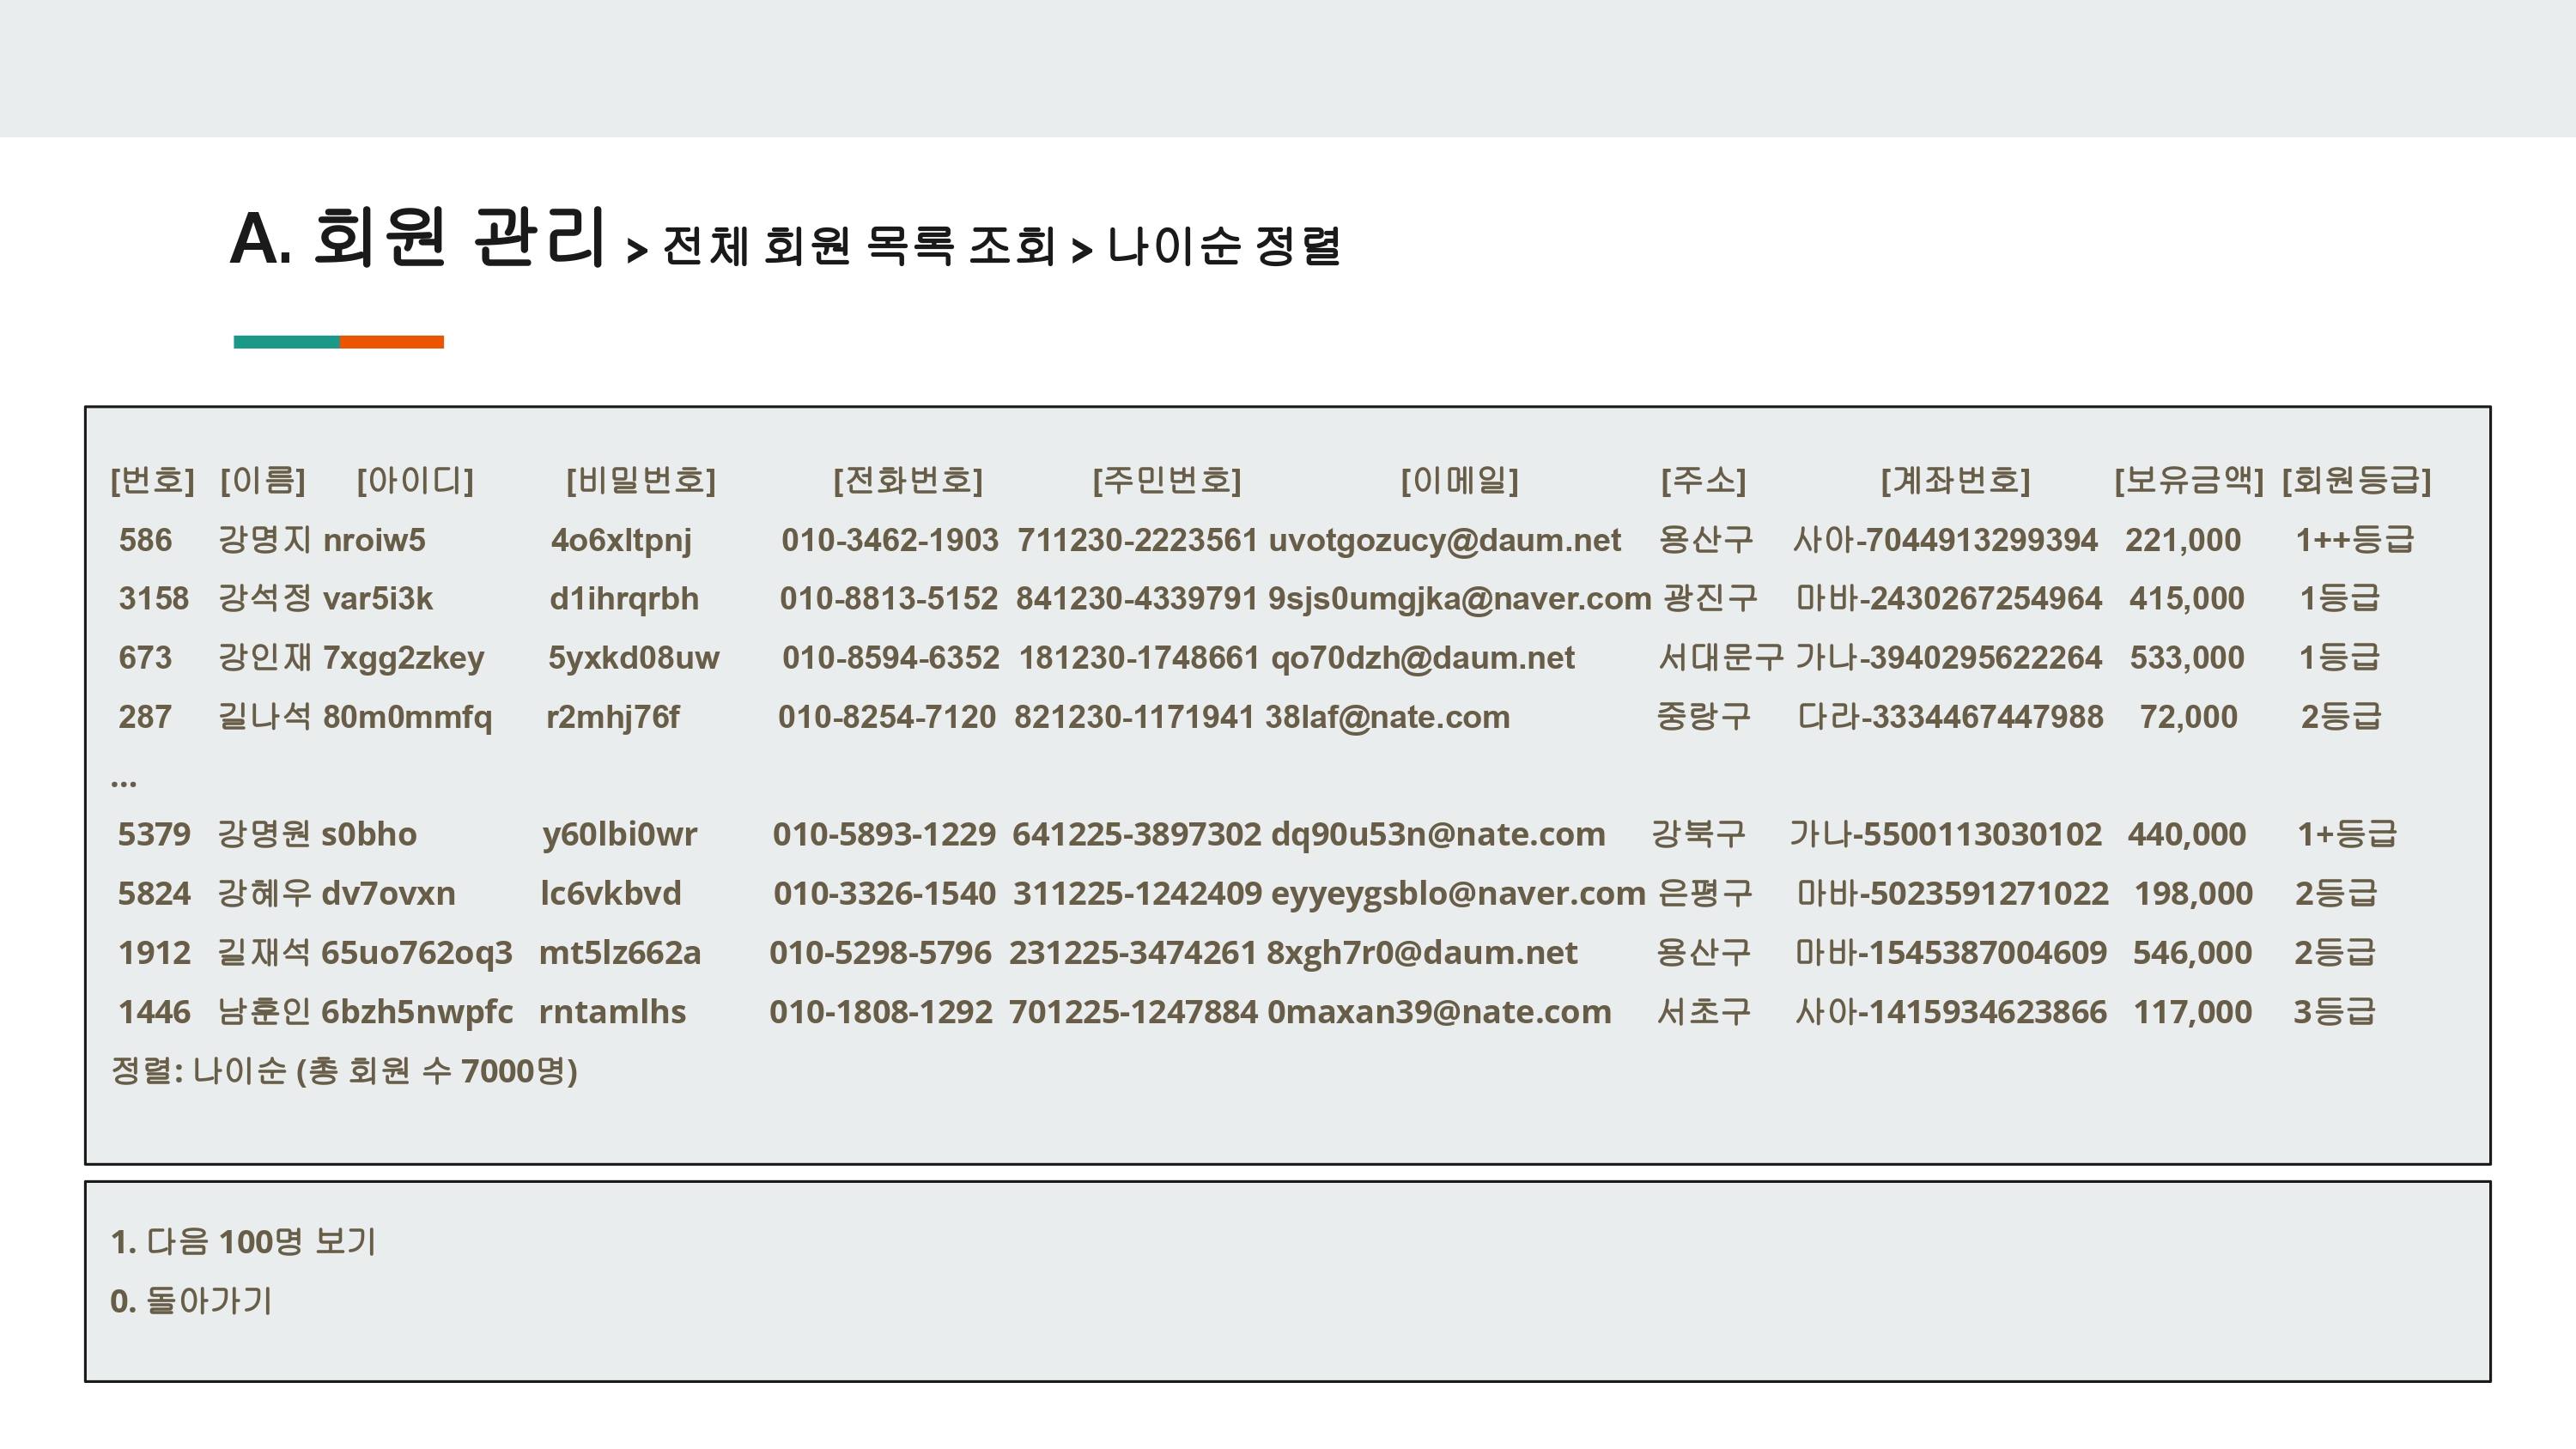 A. 회원 관리 > 전체 회원 목록 조회 > 나이순 정렬
[번호] [이름] [아이디] [비밀번호] [전화번호] [주민번호] [이메일] [주소] [계좌번호] [보유금액] [회원등급]
586 강명지 nroiw5 4o6xltpnj 010-3462-1903 711230-2223561 uvotgozucy@daum.net 용산구 사아-7044913299394 221,000 1++등급
3158 강석정 var5i3k d1ihrqrbh 010-8813-5152 841230-4339791 9sjs0umgjka@naver.com 광진구 마바-2430267254964 415,000 1등급
673 강인재 7xgg2zkey 5yxkd08uw 010-8594-6352 181230-1748661 qo70dzh@daum.net 서대문구 가나-3940295622264 533,000 1등급
287 길나석 80m0mmfq r2mhj76f 010-8254-7120 821230-1171941 38laf@nate.com 중랑구 다라-3334467447988 72,000 2등급
...
5379 강명원 s0bho y60lbi0wr 010-5893-1229 641225-3897302 dq90u53n@nate.com 강북구 가나-5500113030102 440,000 1+등급
5824 강혜우 dv7ovxn lc6vkbvd 010-3326-1540 311225-1242409 eyyeygsblo@naver.com 은평구 마바-5023591271022 198,000 2등급
1912 길재석 65uo762oq3 mt5lz662a 010-5298-5796 231225-3474261 8xgh7r0@daum.net 용산구 마바-1545387004609 546,000 2등급
1446 남훈인 6bzh5nwpfc rntamlhs 010-1808-1292 701225-1247884 0maxan39@nate.com 서초구 사아-1415934623866 117,000 3등급
정렬: 나이순 (총 회원 수 7000명)
1. 다음 100명 보기
0. 돌아가기